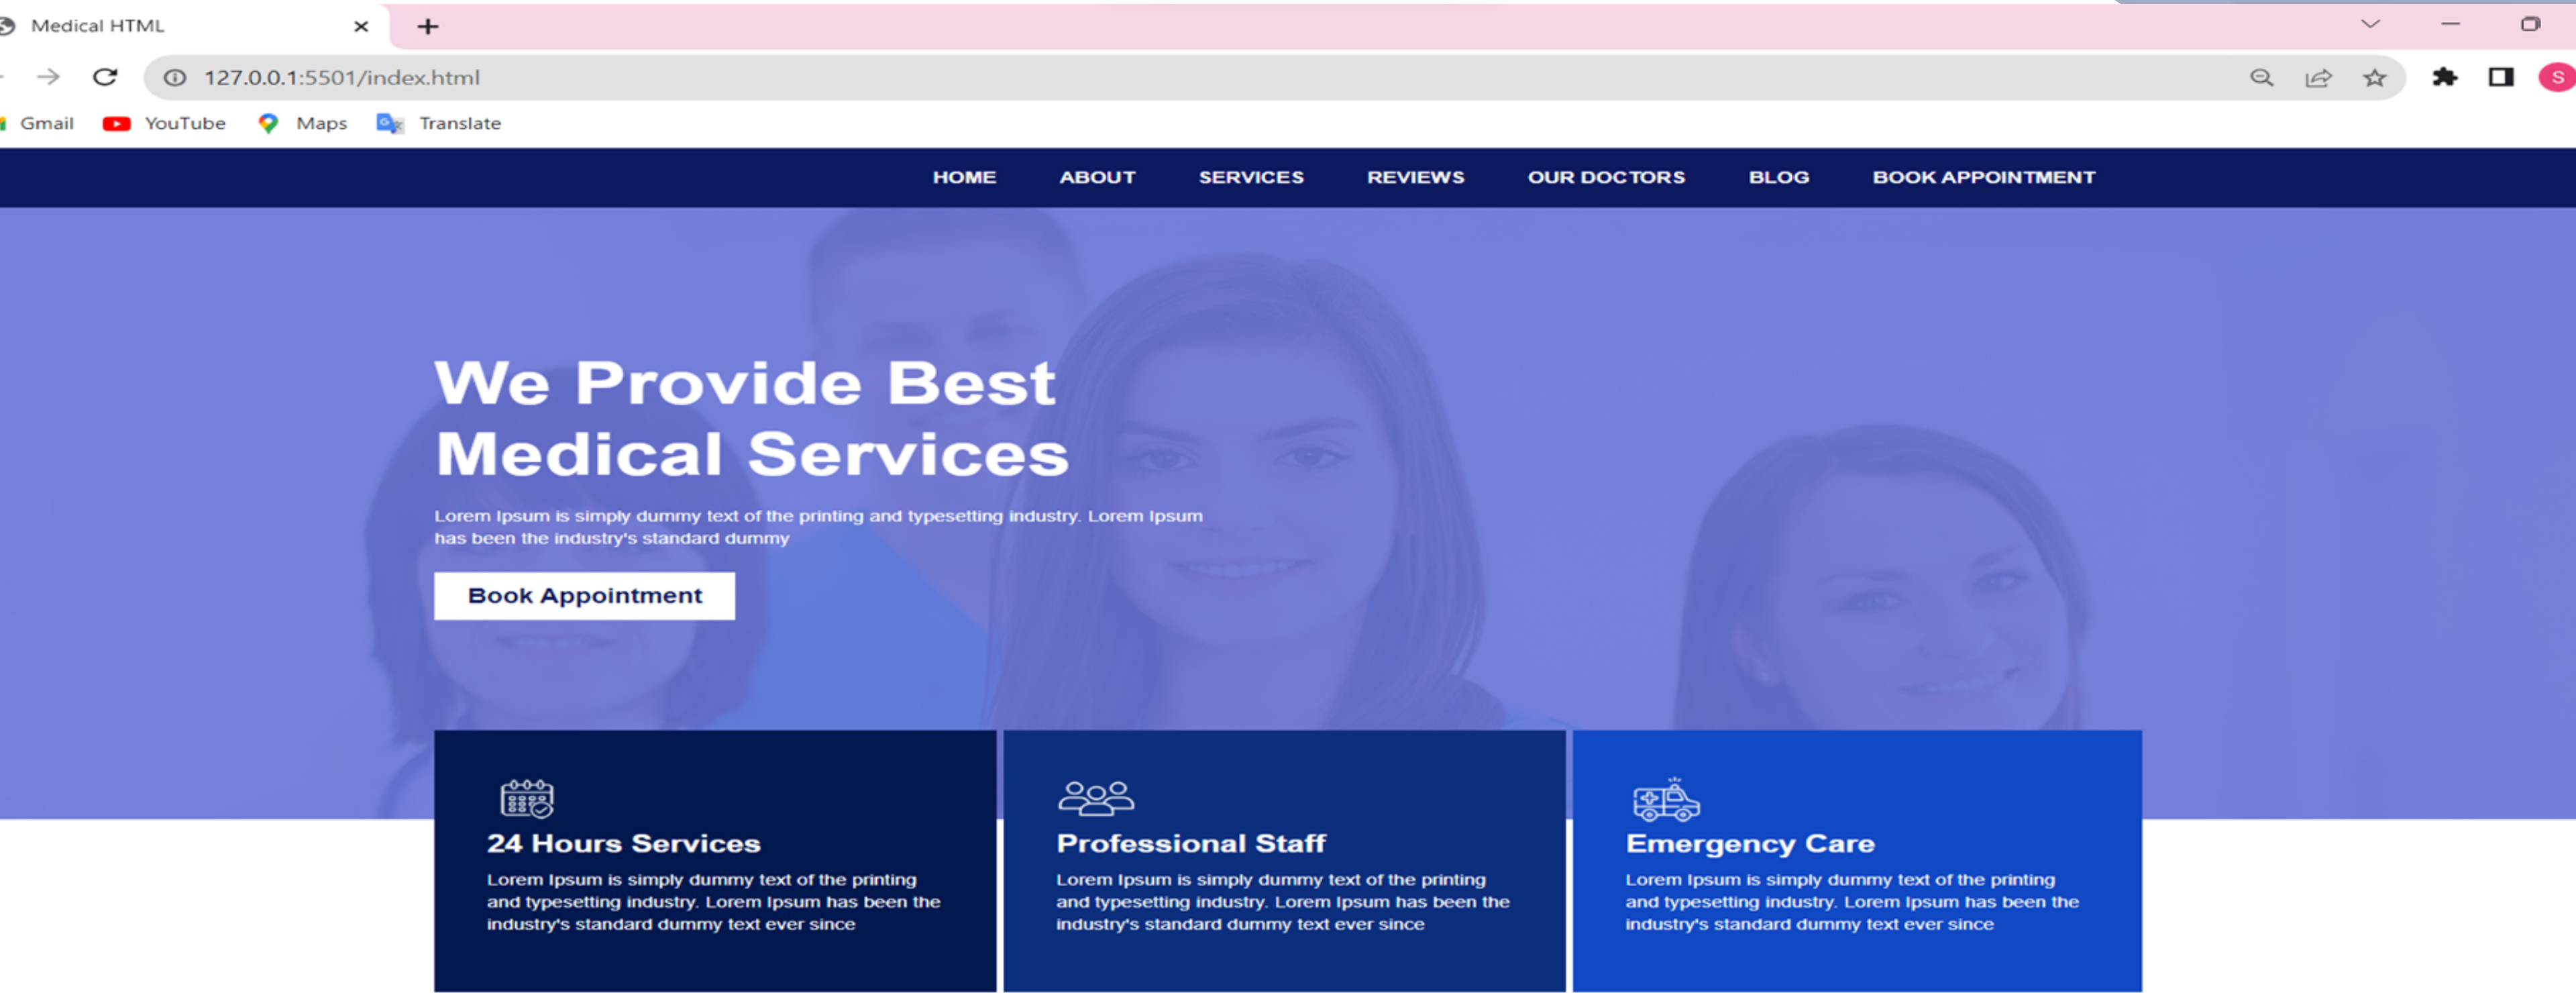 Medical HTML
127.0.0.1:5501/index.html
S
Gmail YouTube Maps Translate
HOME ABOUT SERVICES REVIEWS OUR DOCTORS BLOG BOOK APPOINTMENT
We Provide Best
Medical Services
Lorem Ipsum is simply dummy text of the printing and typesetting industry. Lorem Ipsum
has been the industry's standard dummy
Book Appointment
24 Hours Services
Lorem Ipsum is simply dummy text of the printing
and typesetting industry. Lorem Ipsum has been the
industry's standard dummy text ever since
Professional Staff
Lorem Ipsum is simply dummy text of the printing
and typesetting industry. Lorem Ipsum has been the
industry's standard dummy text ever since
Emergency Care
Lorem Ipsum is simply dummy text of the printing
and typesetting industry. Lorem Ipsum has been the
industry's standard dummy text ever since